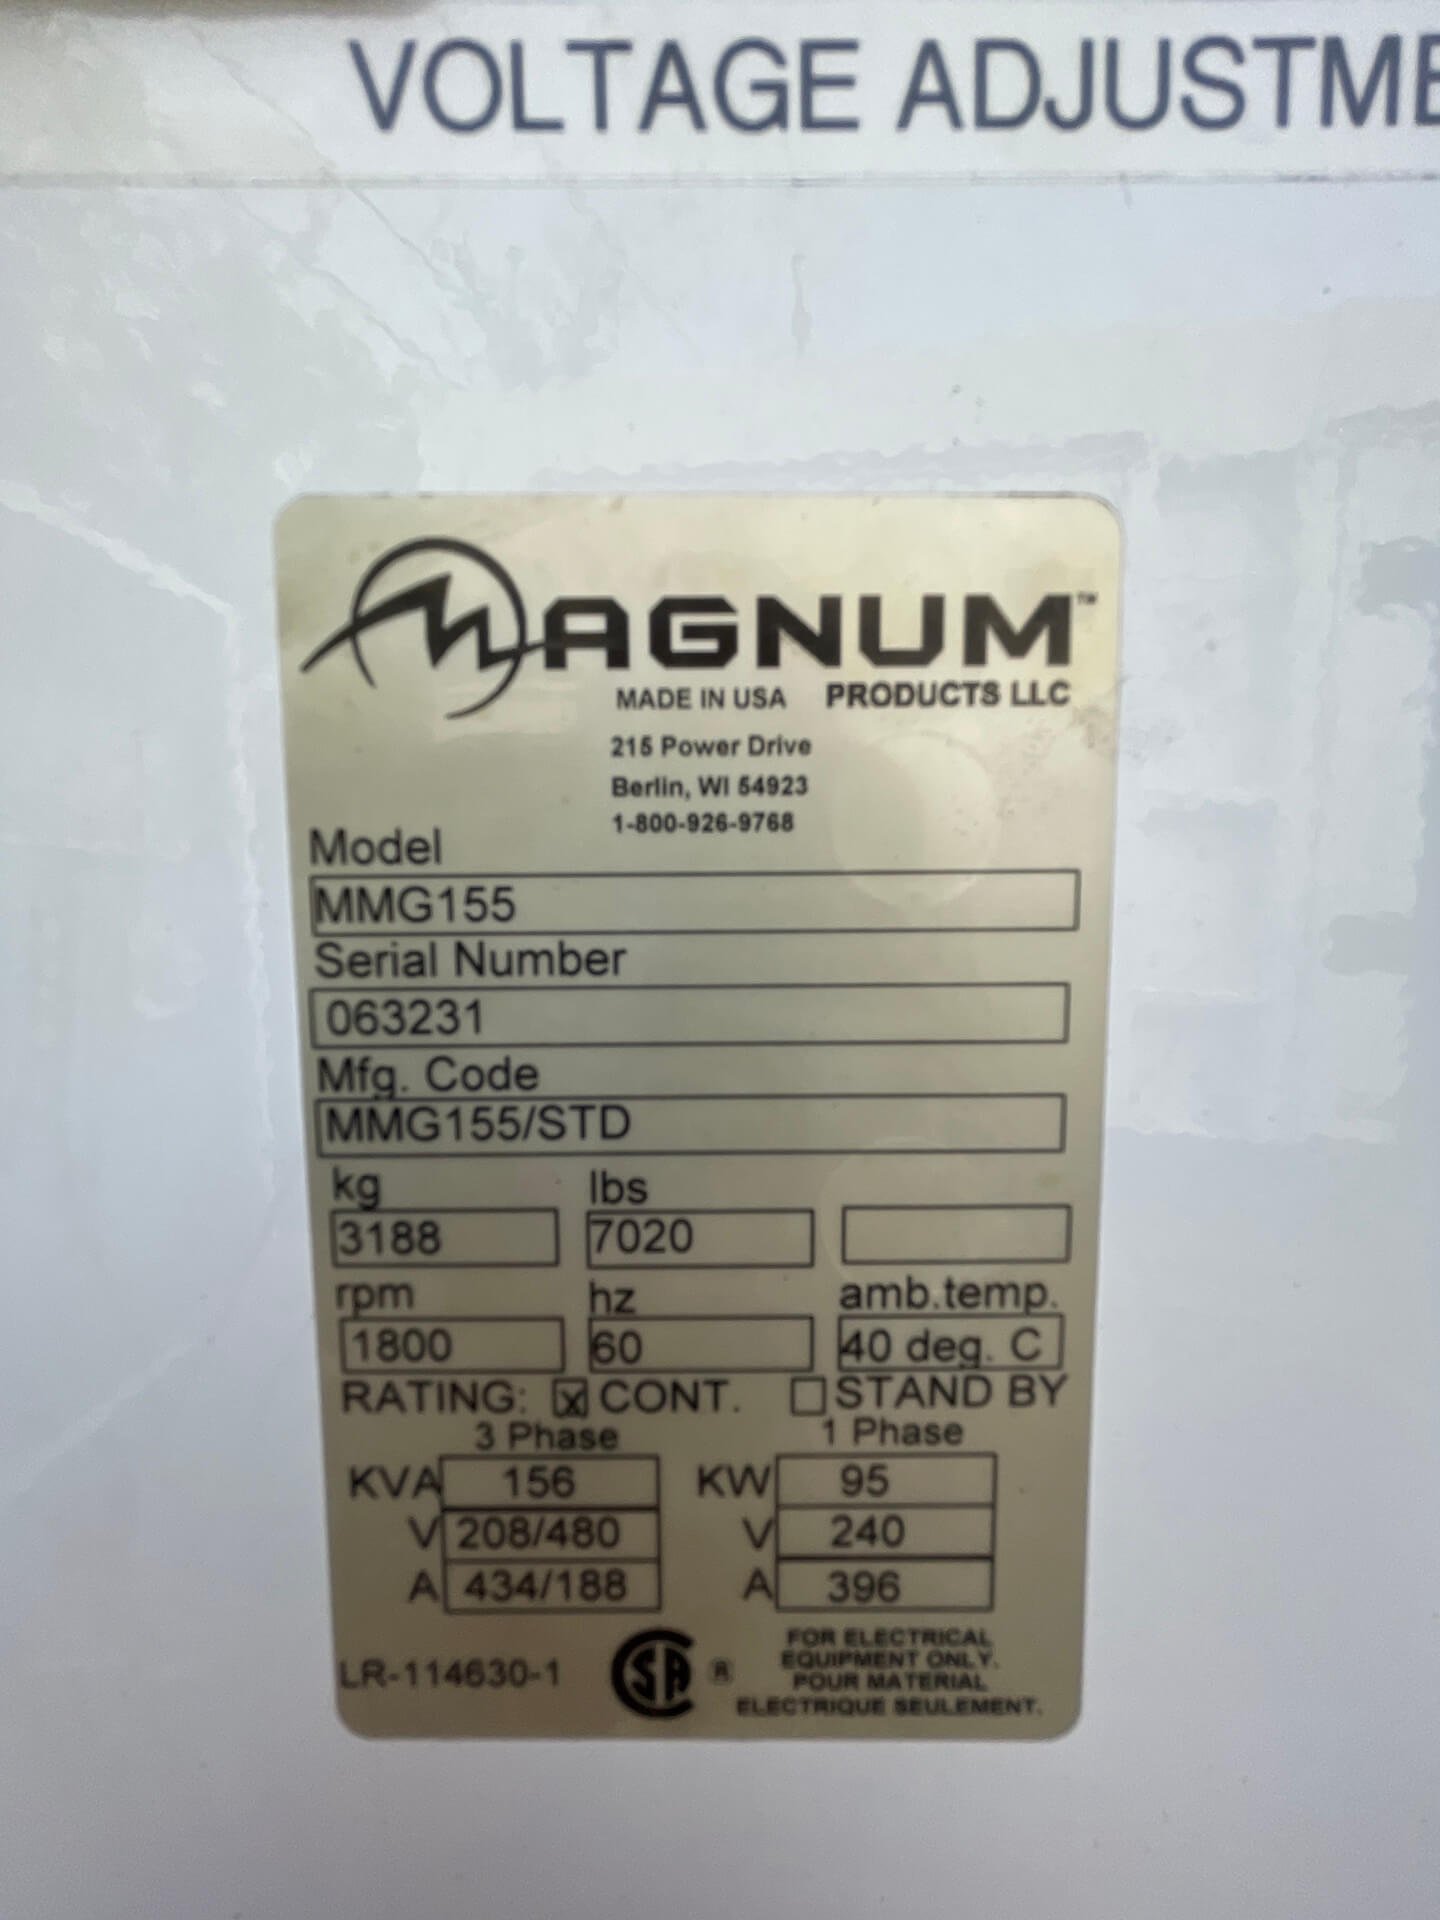 VOLTAGE ADJUSTME
MAGNUM™
MADE IN USA PRODUCTS LLC
215 Power Drive
Berlin, WI 54923
1-800-926-9768
Model
MMG155
Serial Number
063231
Mfg. Code
MMG155/STD
kg lbs
3188 7020
rpm hz amb.temp.
1800 60 40 deg. C
RATING: x CONT. STAND BY
3 Phase 1 Phase
KVA 156 KW 95
V 208/480 V 240
A 434/188 A 396
LR-114630-1 CSA ® FOR ELECTRICAL
EQUIPMENT ONLY.
POUR MATERIAL
ELECTRIQUE SEULEMENT.